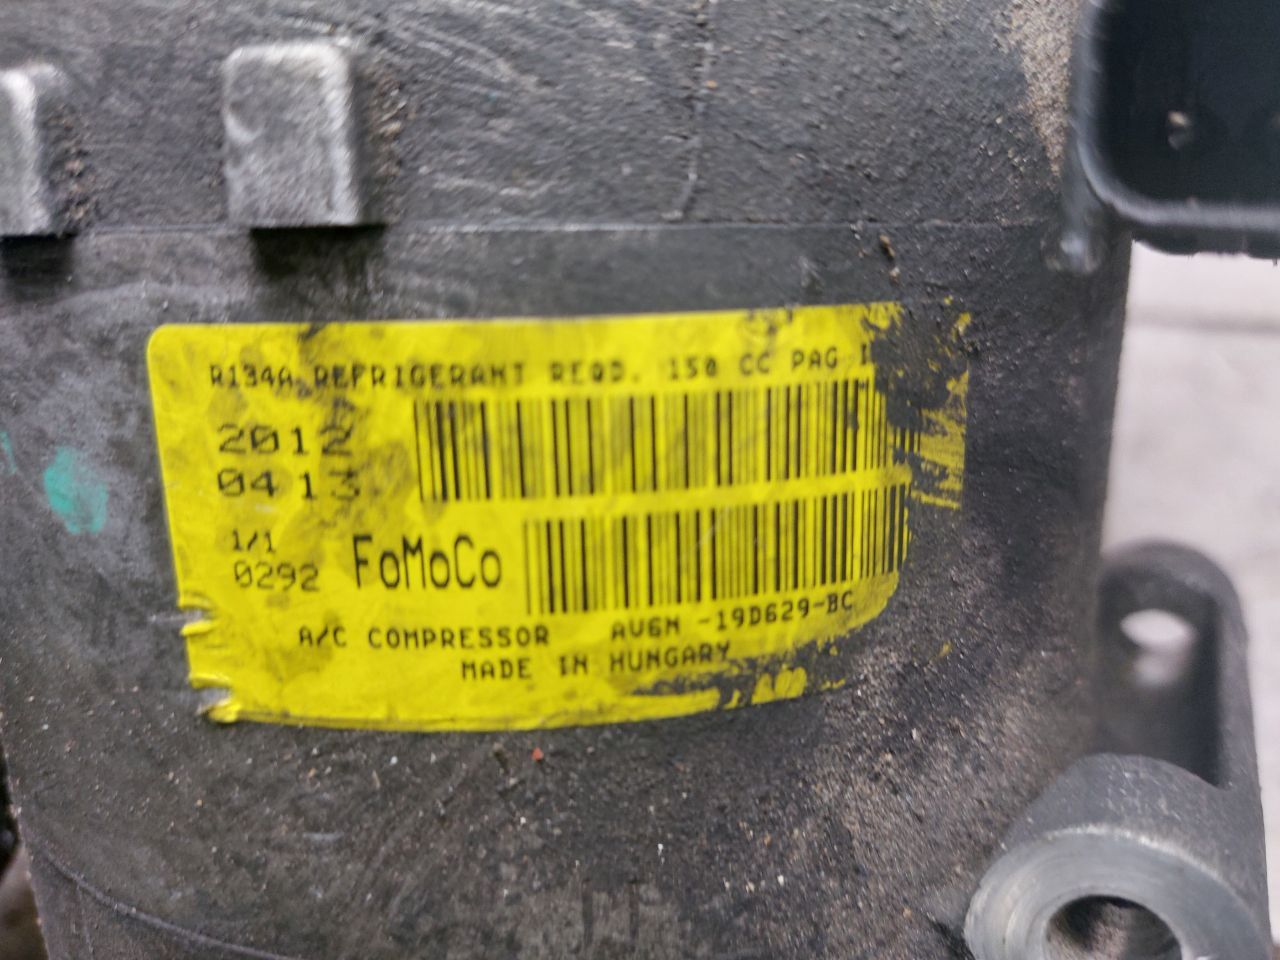 R134A REFRIGERANT REQD. 150 CC PAG
2012
0413
1/1
0292 FoMoCo
A/C COMPRESSOR AV6N -19D629-BC
MADE IN HUNGARY